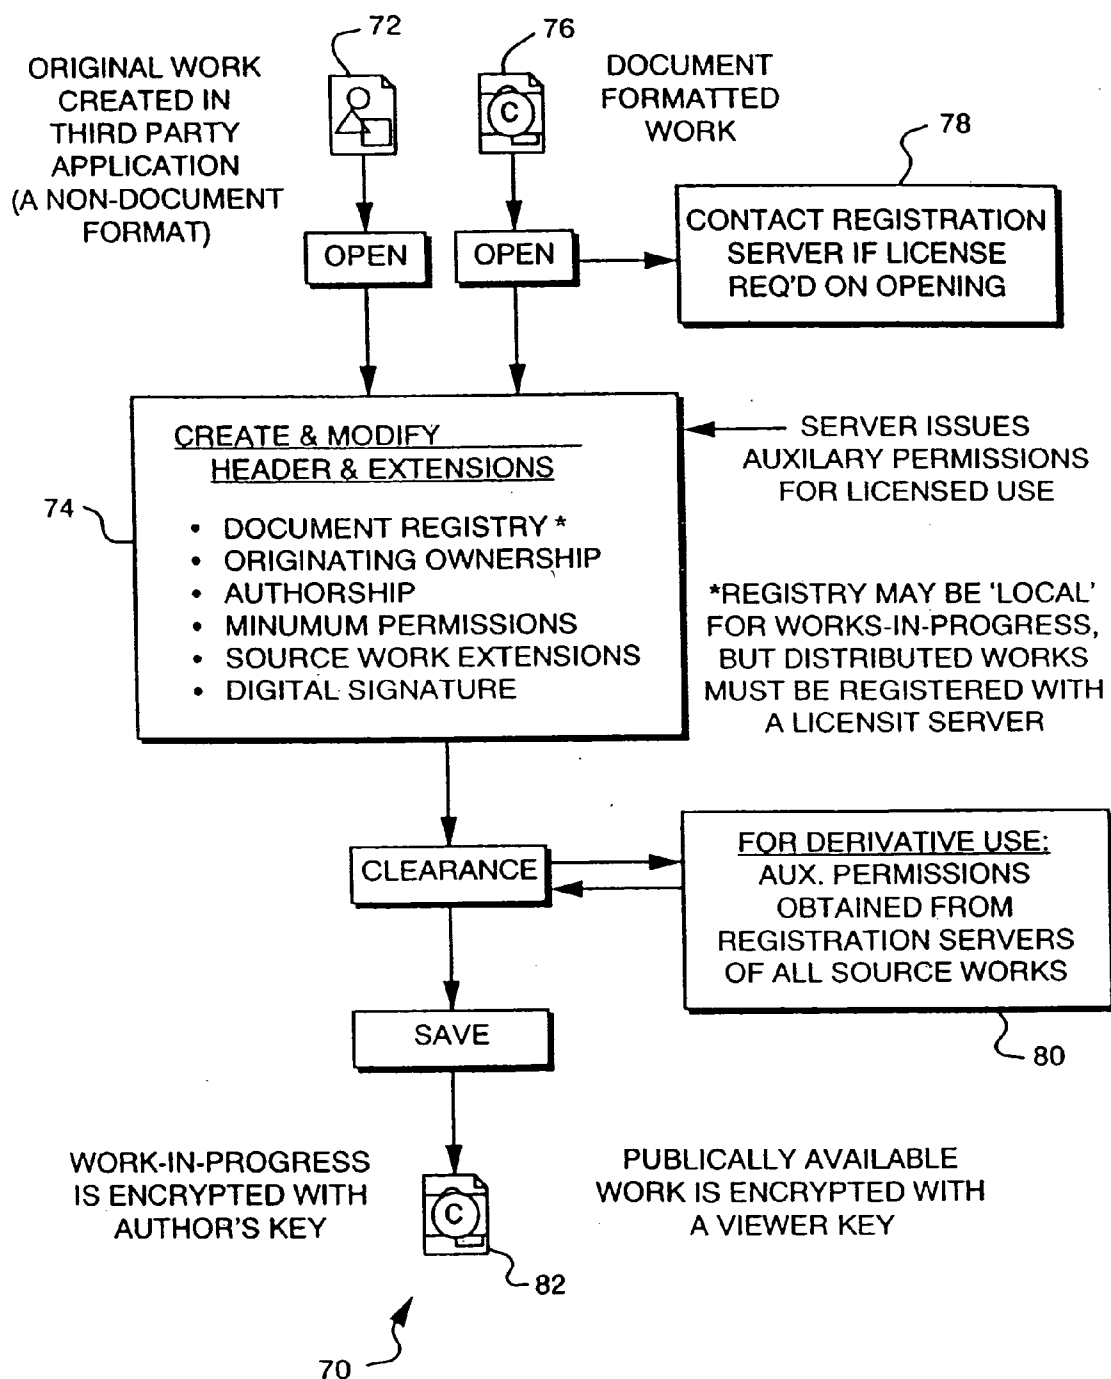 72
ORIGINAL WORK
CREATED IN
THIRD PARTY
APPLICATION
(A NON-DOCUMENT
FORMAT)
76
C
DOCUMENT
FORMATTED
WORK
78
OPEN
OPEN
CONTACT REGISTRATION
SERVER IF LICENSE
REQ'D ON OPENING
74
CREATE & MODIFY
HEADER & EXTENSIONS
• DOCUMENT REGISTRY *
• ORIGINATING OWNERSHIP
• AUTHORSHIP
• MINUMUM PERMISSIONS
• SOURCE WORK EXTENSIONS
• DIGITAL SIGNATURE
SERVER ISSUES
AUXILARY PERMISSIONS
FOR LICENSED USE
*REGISTRY MAY BE 'LOCAL'
FOR WORKS-IN-PROGRESS,
BUT DISTRIBUTED WORKS
MUST BE REGISTERED WITH
A LICENSIT SERVER
CLEARANCE
FOR DERIVATIVE USE:
AUX. PERMISSIONS
OBTAINED FROM
REGISTRATION SERVERS
OF ALL SOURCE WORKS
80
SAVE
WORK-IN-PROGRESS
IS ENCRYPTED WITH
AUTHOR'S KEY
C
82
PUBLICALLY AVAILABLE
WORK IS ENCRYPTED WITH
A VIEWER KEY
70